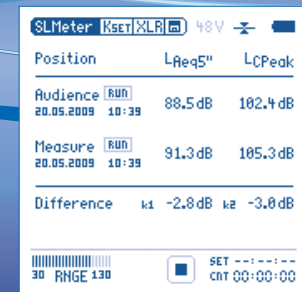 SLMeter KSET XLR 48V
Position LAeq5" LCPeak
Audience RUN 88.5dB 102.4dB
20.05.2009 10:39
Measure RUN 91.3dB 105.3dB
20.05.2009 10:39
Difference k1 -2.8dB k2 -3.0dB
SET --:--:--
30 RNGE 130 CNT 00:00:00